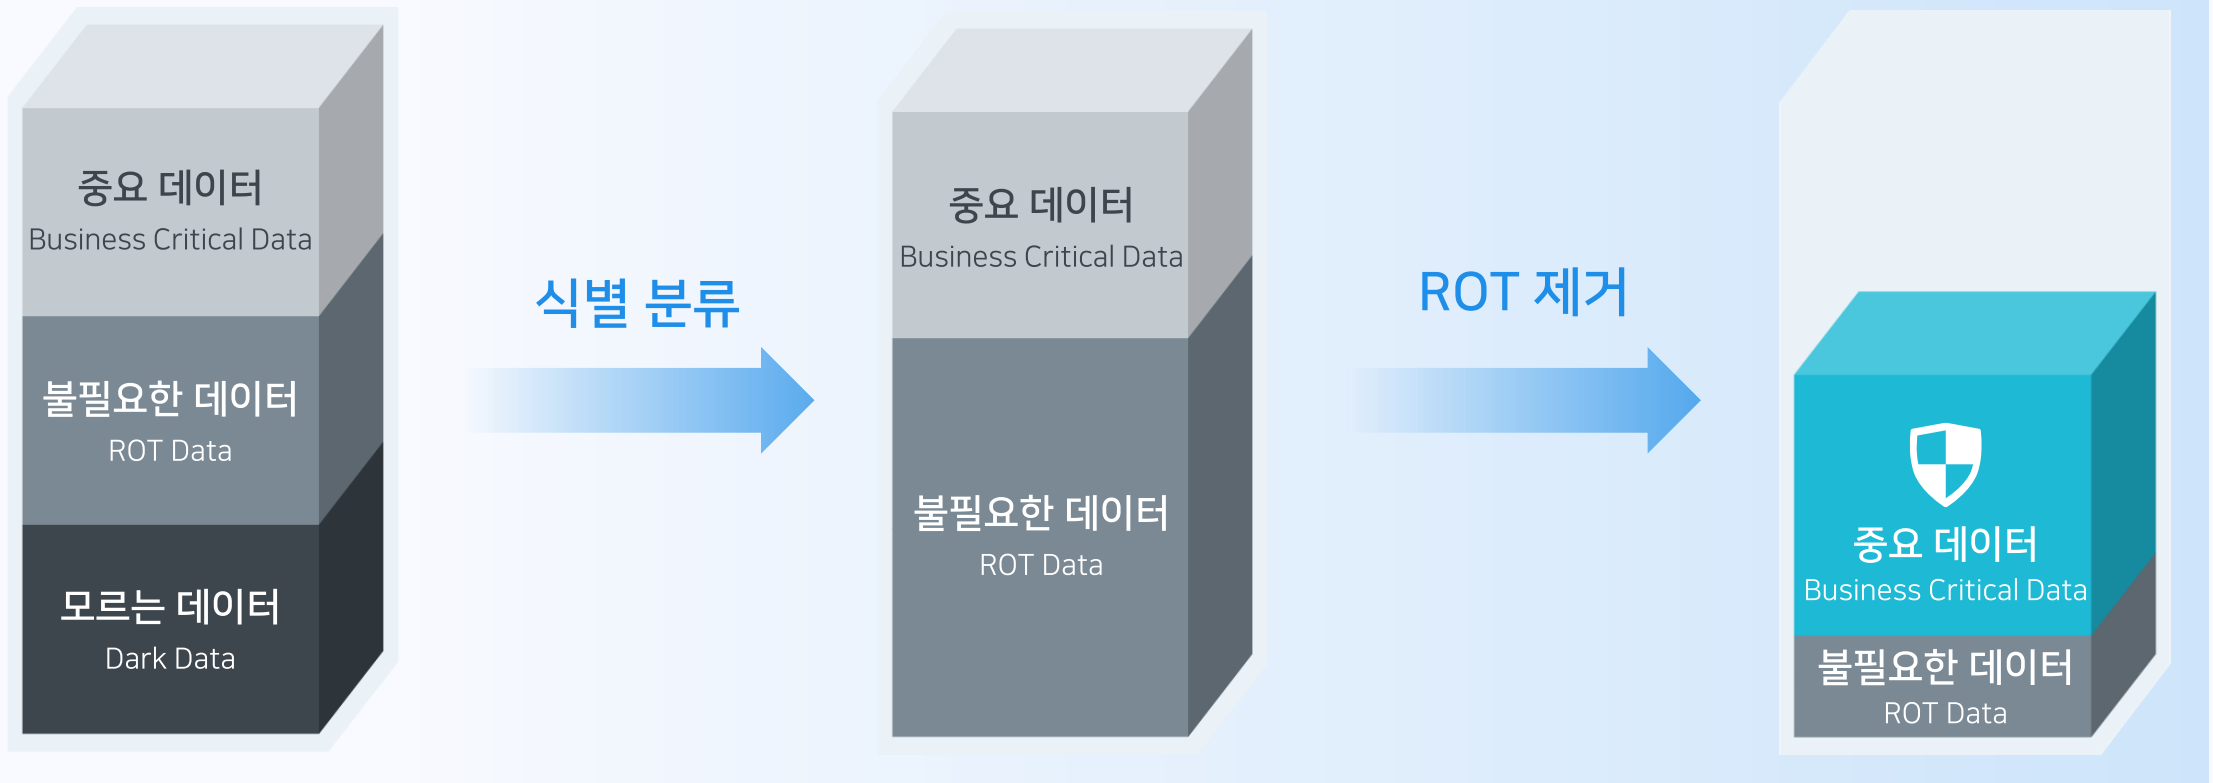 중요 데이터
Business Critical Data
불필요한 데이터
ROT Data
모르는 데이터
Dark Data
식별 분류
중요 데이터
Business Critical Data
불필요한 데이터
ROT Data
ROT 제거
중요 데이터
Business Critical Data
불필요한 데이터
ROT Data